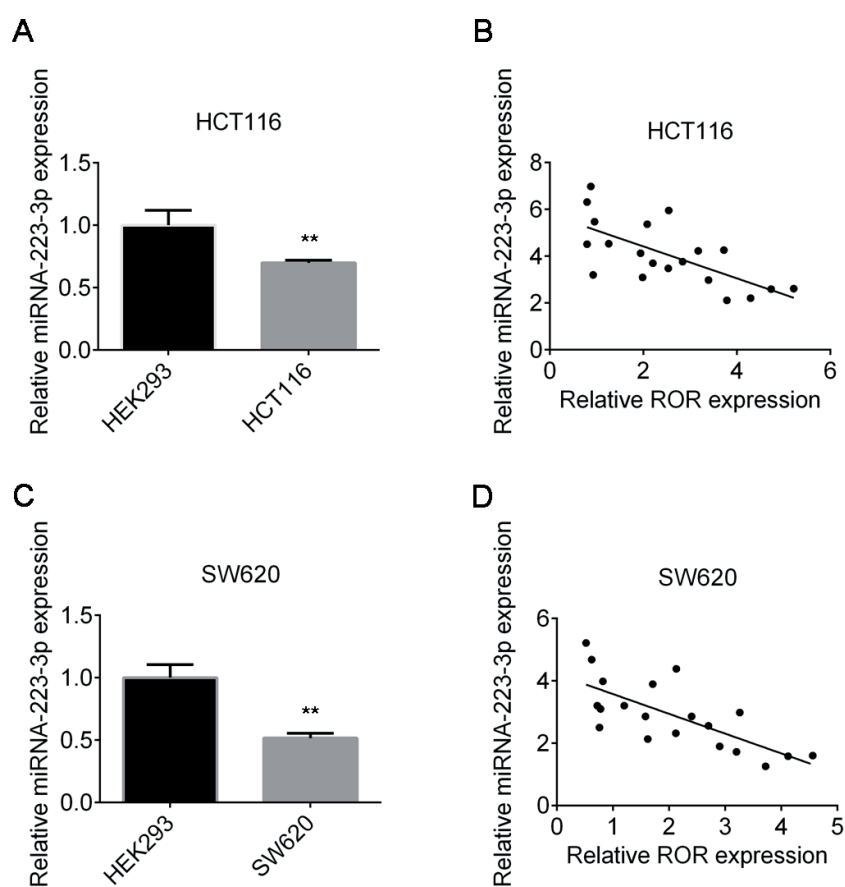 A
HCT116
Relative miRNA-223-3p expression
1.5
1.0
**
0.5
0.0
HEK293
HCT116
B
HCT116
Relative miRNA-223-3p expression
8
6
4
2
0
0 2 4 6
Relative ROR expression
C
SW620
Relative miRNA-223-3p expression
1.5
1.0
**
0.5
0.0
HEK293
SW620
D
SW620
Relative miRNA-223-3p expression
6
4
2
0
0 1 2 3 4 5
Relative ROR expression